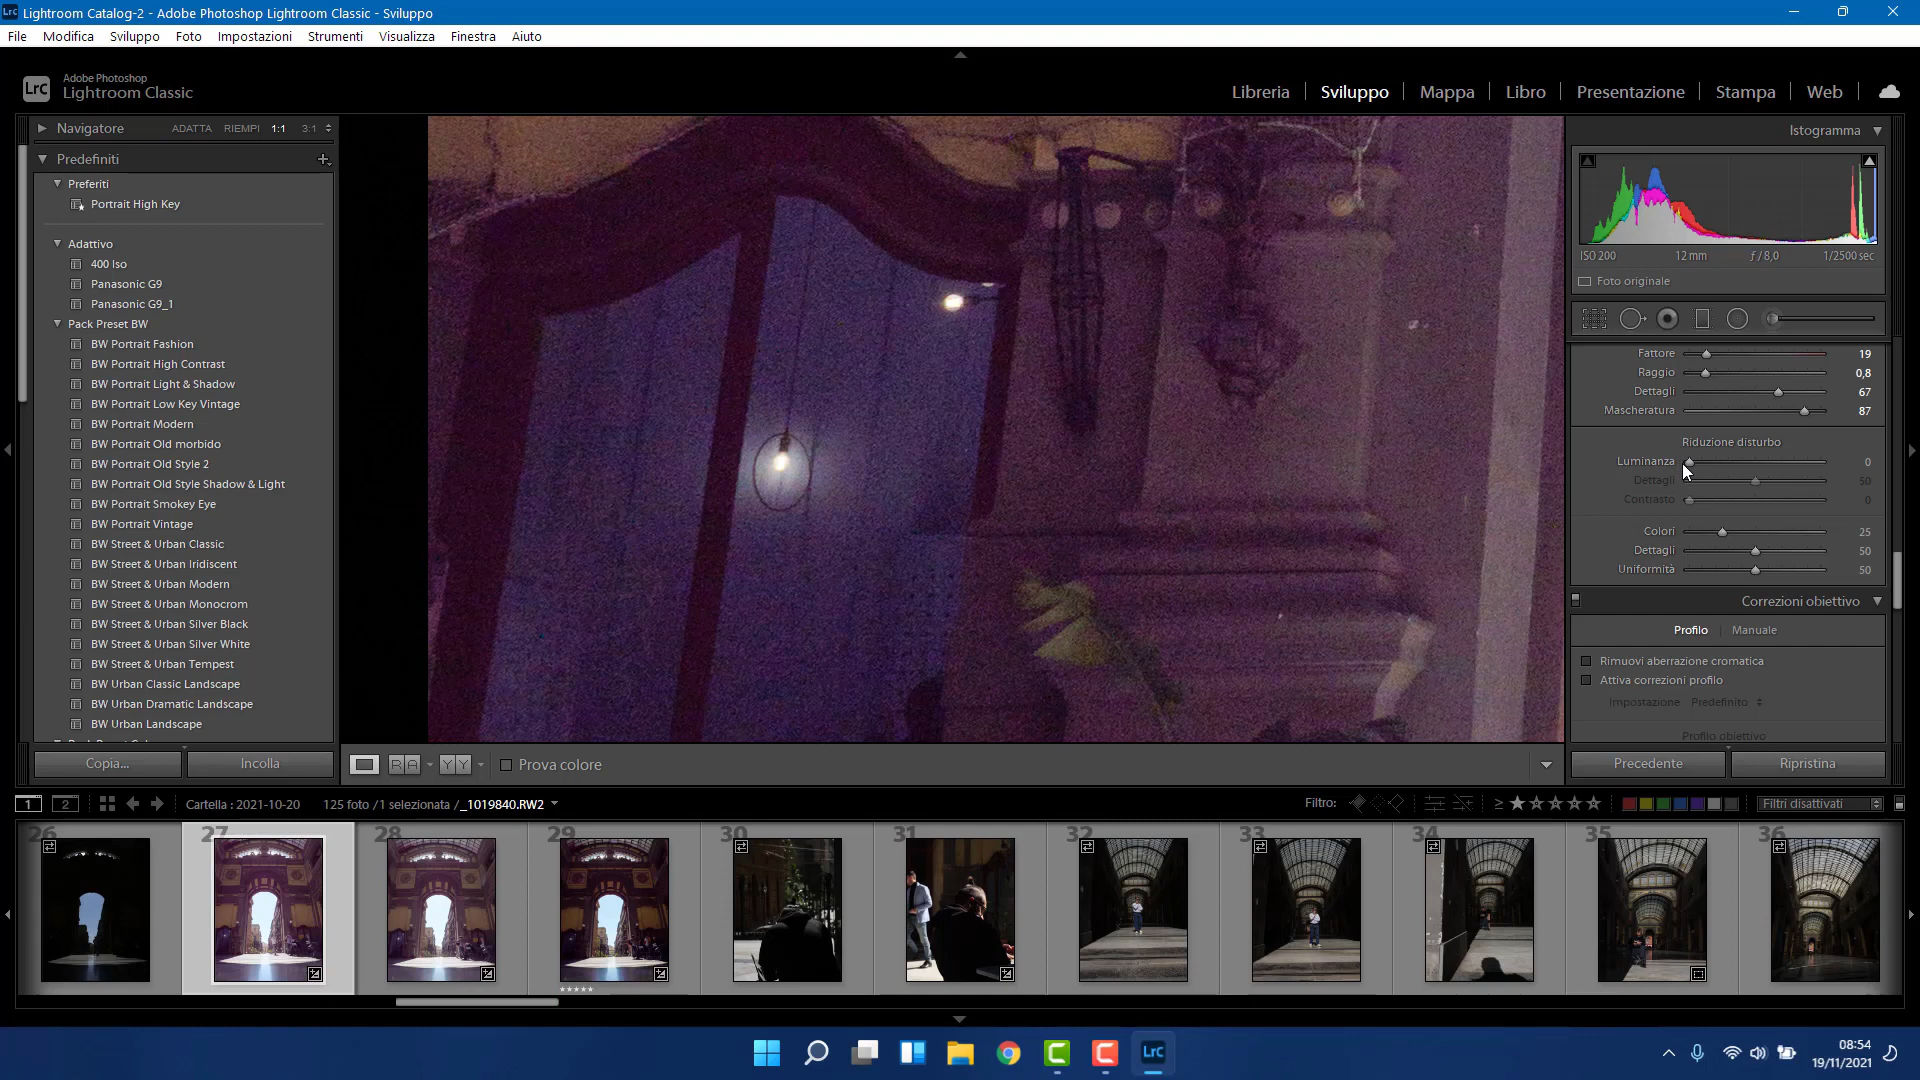 Lrc Lightroom Catalog-2 - Adobe Photoshop Lightroom Classic - Sviluppo
File Modifica Sviluppo Foto Impostazioni Strumenti Visualizza Finestra Aiuto
LrC Adobe Photoshop
Lightroom Classic
Libreria Sviluppo Mappa Libro Presentazione Stampa Web
Navigatore ADATTA RIEMPI 1:1 3:1
Predefiniti
Preferiti
Portrait High Key
Adattivo
400 Iso
Panasonic G9
Panasonic G9_1
Pack Preset BW
BW Portrait Fashion
BW Portrait High Contrast
BW Portrait Light & Shadow
BW Portrait Low Key Vintage
BW Portrait Modern
BW Portrait Old morbido
BW Portrait Old Style 2
BW Portrait Old Style Shadow & Light
BW Portrait Smokey Eye
BW Portrait Vintage
BW Street & Urban Classic
BW Street & Urban Iridiscent
BW Street & Urban Modern
BW Street & Urban Monocrom
BW Street & Urban Silver Black
BW Street & Urban Silver White
BW Street & Urban Tempest
BW Urban Classic Landscape
BW Urban Dramatic Landscape
BW Urban Landscape
Copia... Incolla
R A Y Y Prova colore
Istogramma
ISO 200 12 mm ƒ / 8,0 1/2500 sec
Foto originale
Fattore 19
Raggio 0,8
Dettagli 67
Mascheratura 87
Riduzione disturbo
Luminanza 0
Dettagli 50
Contrasto 0
Colori 25
Dettagli 50
Uniformità 50
Correzioni obiettivo
Profilo Manuale
Rimuovi aberrazione cromatica
Attiva correzioni profilo
Impostazione Predefinito
Profilo obiettivo
Precedente Ripristina
1 2 Cartella : 2021-10-20 125 foto /1 selezionata /_1019840.RW2 Filtro: ≥ Filtri disattivati
26 27 28 29 30 31 32 33 34 35 36
LrC
08:54
19/11/2021